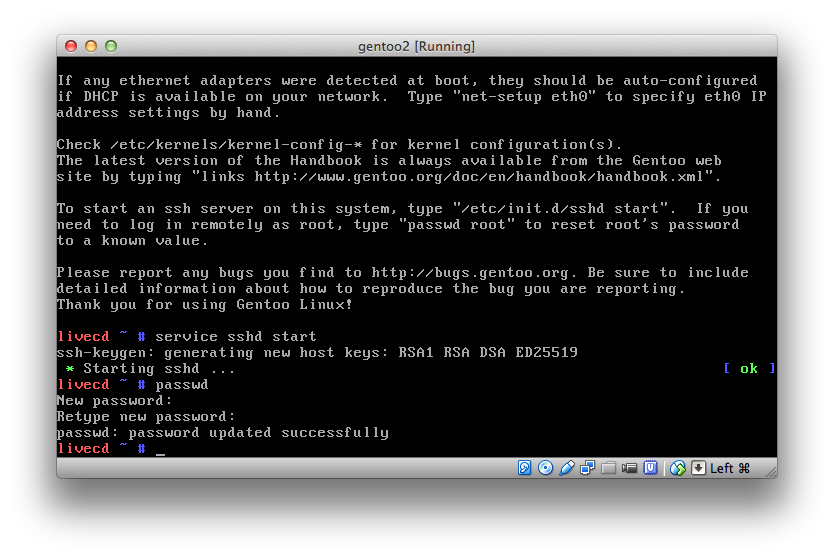 gentoo2 [Running]
If any ethernet adapters were detected at boot, they should be auto-configured
if DHCP is available on your network.  Type "net-setup eth0" to specify eth0 IP
address settings by hand.
Check /etc/kernels/kernel-config-* for kernel configuration(s).
The latest version of the Handbook is always available from the Gentoo web
site by typing "links http://www.gentoo.org/doc/en/handbook/handbook.xml".
To start an ssh server on this system, type "/etc/init.d/sshd start".  If you
need to log in remotely as root, type "passwd root" to reset root's password
to a known value.
Please report any bugs you find to http://bugs.gentoo.org. Be sure to include
detailed information about how to reproduce the bug you are reporting.
Thank you for using Gentoo Linux!
livecd ~ # service sshd start
ssh-keygen: generating new host keys: RSA1 RSA DSA ED25519
 * Starting sshd ... [ ok ]
livecd ~ # passwd
New password:
Retype new password:
passwd: password updated successfully
livecd ~ # _
Left ⌘